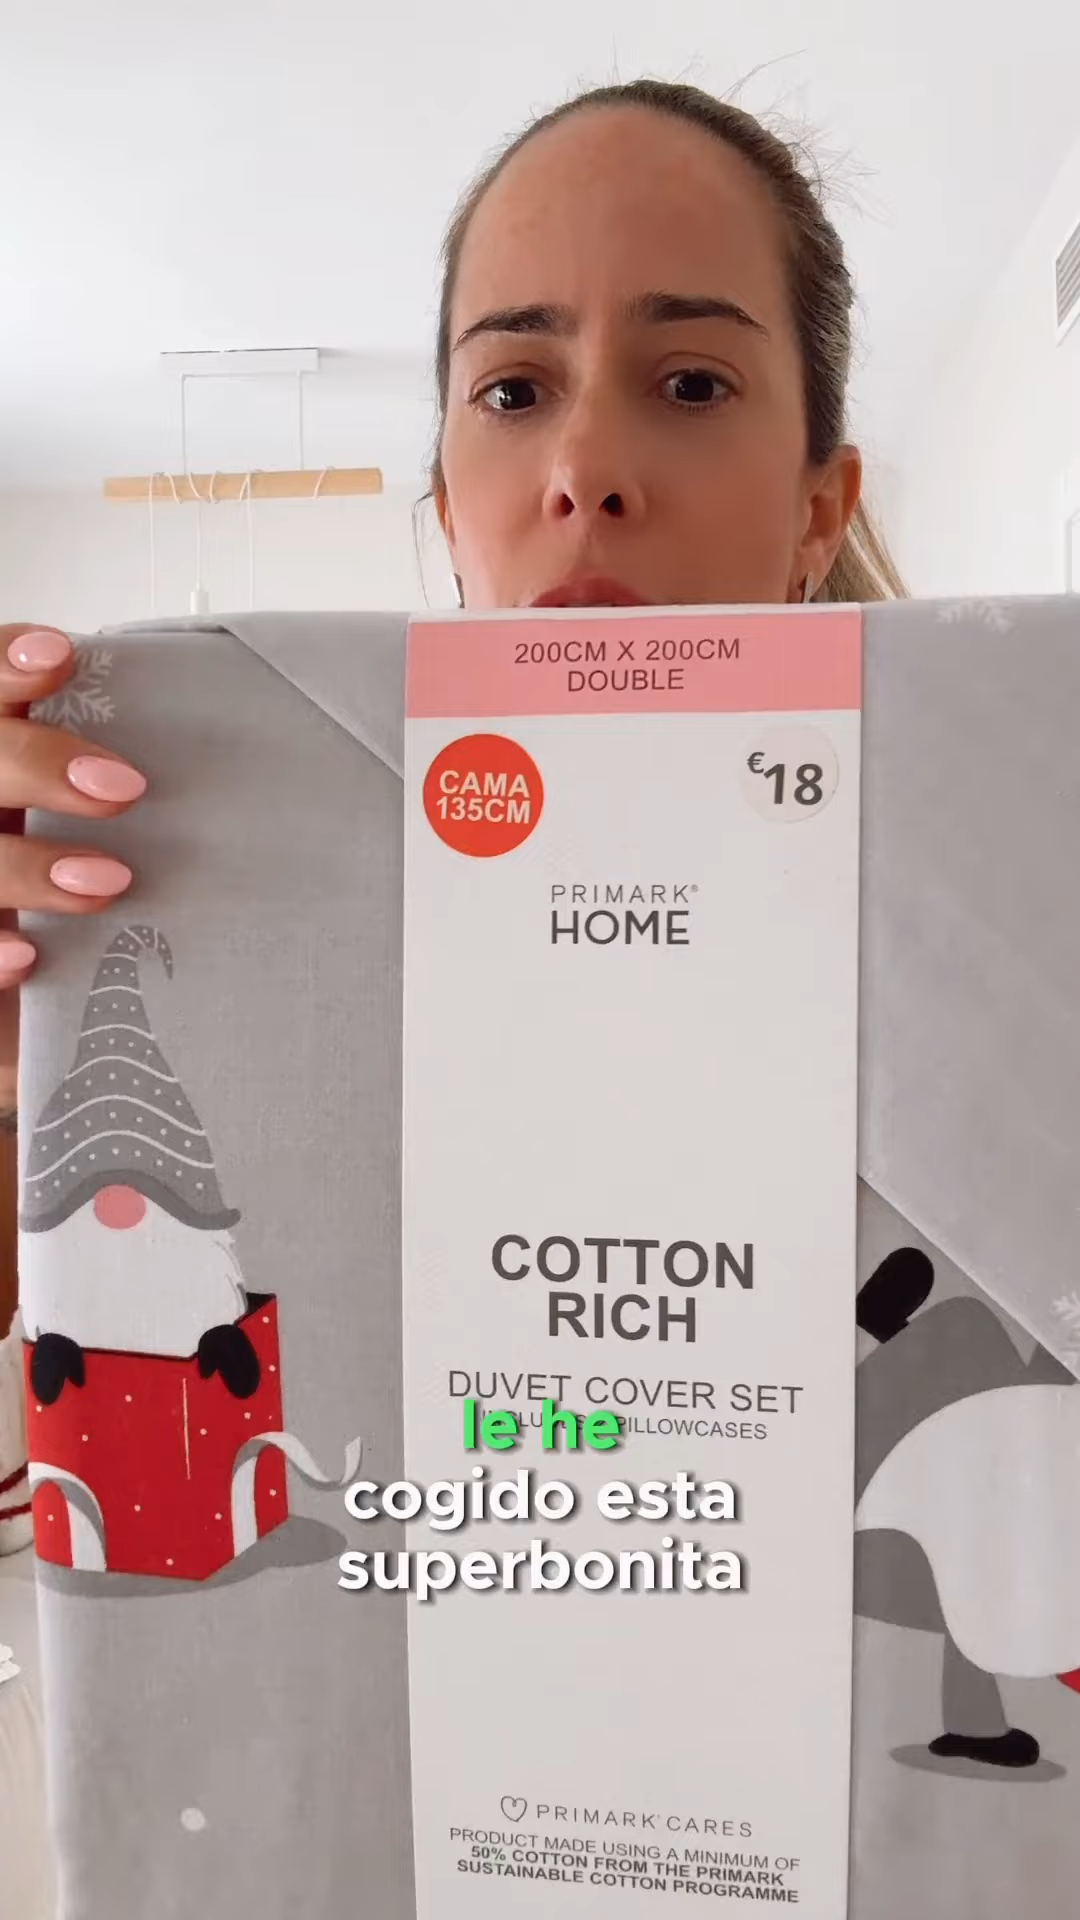 200CM X 200CM
DOUBLE
CAMA
135CM
€18
PRIMARK®
HOME
COTTON
RICH
DUVET COVER SET
PILLOWCASES
le he
cogido esta
superbonita
PRIMARK® CARES
PRODUCT MADE USING A MINIMUM OF
50% COTTON FROM THE PRIMARK
SUSTAINABLE COTTON PROGRAMME